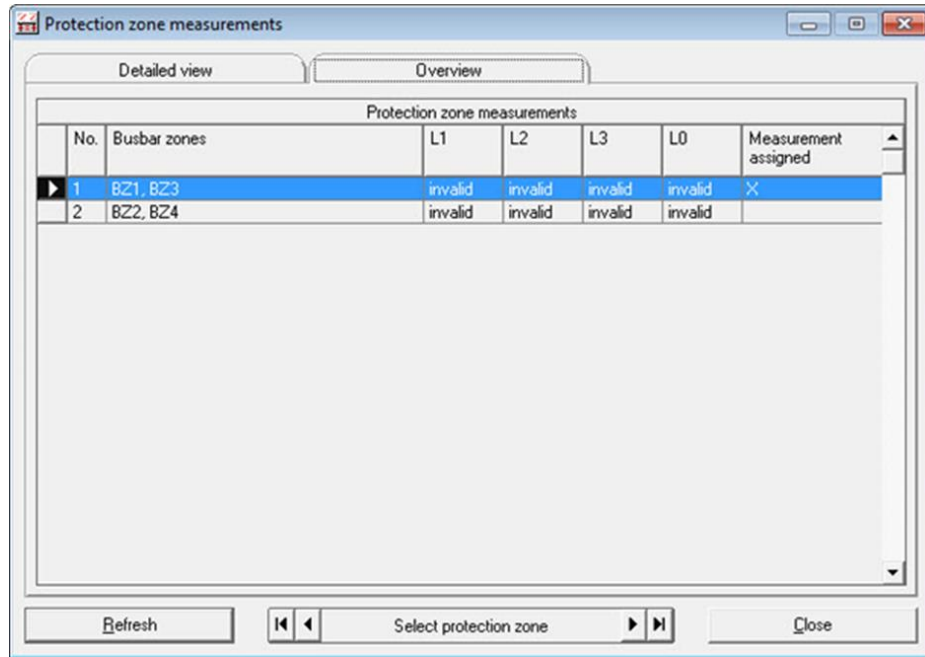 Protection zone measurements
Detailed view Overview
Protection zone measurements
No. Busbar zones L1 L2 L3 L0 Measurement assigned
1 BZ1, BZ3 invalid invalid invalid invalid X
2 BZ2, BZ4 invalid invalid invalid invalid
Refresh Select protection zone Close